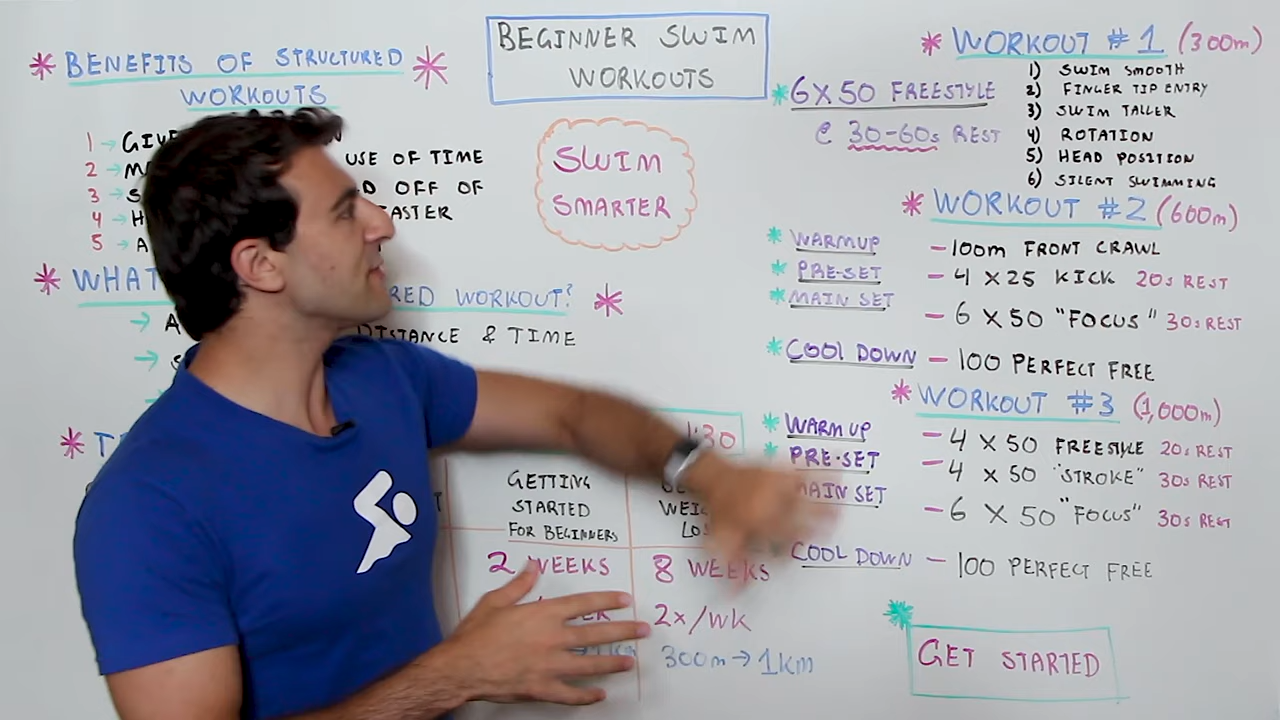 BEGINNER SWIM
WORKOUTS
* BENEFITS OF STRUCTURED *
WORKOUTS
1 →
2 → USE OF TIME
3 → OFF OF
4 →
5 →
SWIM
SMARTER
* WHAT WORKOUT? *
→
DISTANCE & TIME
→
*
1:30
GETTING
STARTED
FOR BEGINNERS
2 WEEKS
8 WEEKS
2x/WK
300m → 1km
* WORKOUT #1 (300m)
* 6X50 FREESTYLE
@ 30-60s REST
1) SWIM SMOOTH
2) FINGER TIP ENTRY
3) SWIM TALLER
4) ROTATION
5) HEAD POSITION
6) SILENT SWIMMING
* WORKOUT #2 (600m)
* WARMUP - 100m FRONT CRAWL
* PRE-SET - 4 X 25 KICK 20s REST
* MAIN SET - 6 X 50 "FOCUS" 30s REST
* COOL DOWN - 100 PERFECT FREE
* WORKOUT #3 (1,000m)
* WARM UP - 4 X 50 FREESTYLE 20s REST
* PRE-SET - 4 X 50 "STROKE" 30s REST
MAIN SET - 6 X 50 "FOCUS" 30s REST
COOL DOWN - 100 PERFECT FREE
* GET STARTED